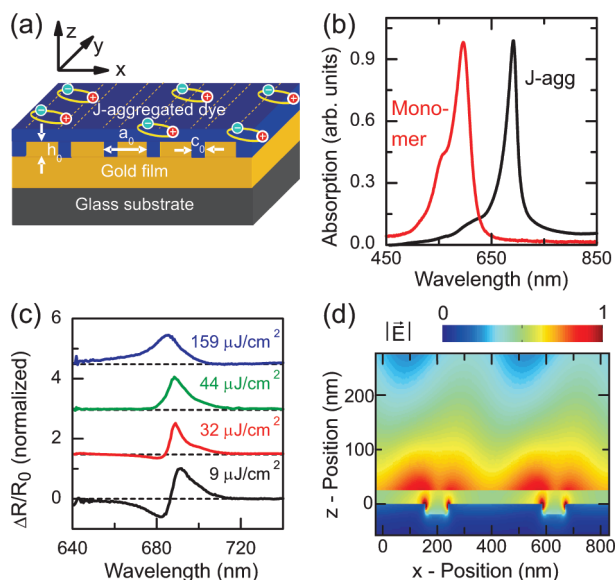 (a)
z
y
x
J-aggregated dye
a₀
c₀
h₀
Gold film
Glass substrate
(b)
Absorption (arb. units)
0.9
0.6
0.3
0.0
Mono-
mer
J-agg
450
650
850
Wavelength (nm)
(c)
ΔR/R₀ (normalized)
6
4
2
0
159 μJ/cm²
44 μJ/cm²
32 μJ/cm²
9 μJ/cm²
640
680
720
Wavelength (nm)
(d)
|E⃗|
0
1
z - Position (nm)
200
100
0
0
200
400
600
800
x - Position (nm)